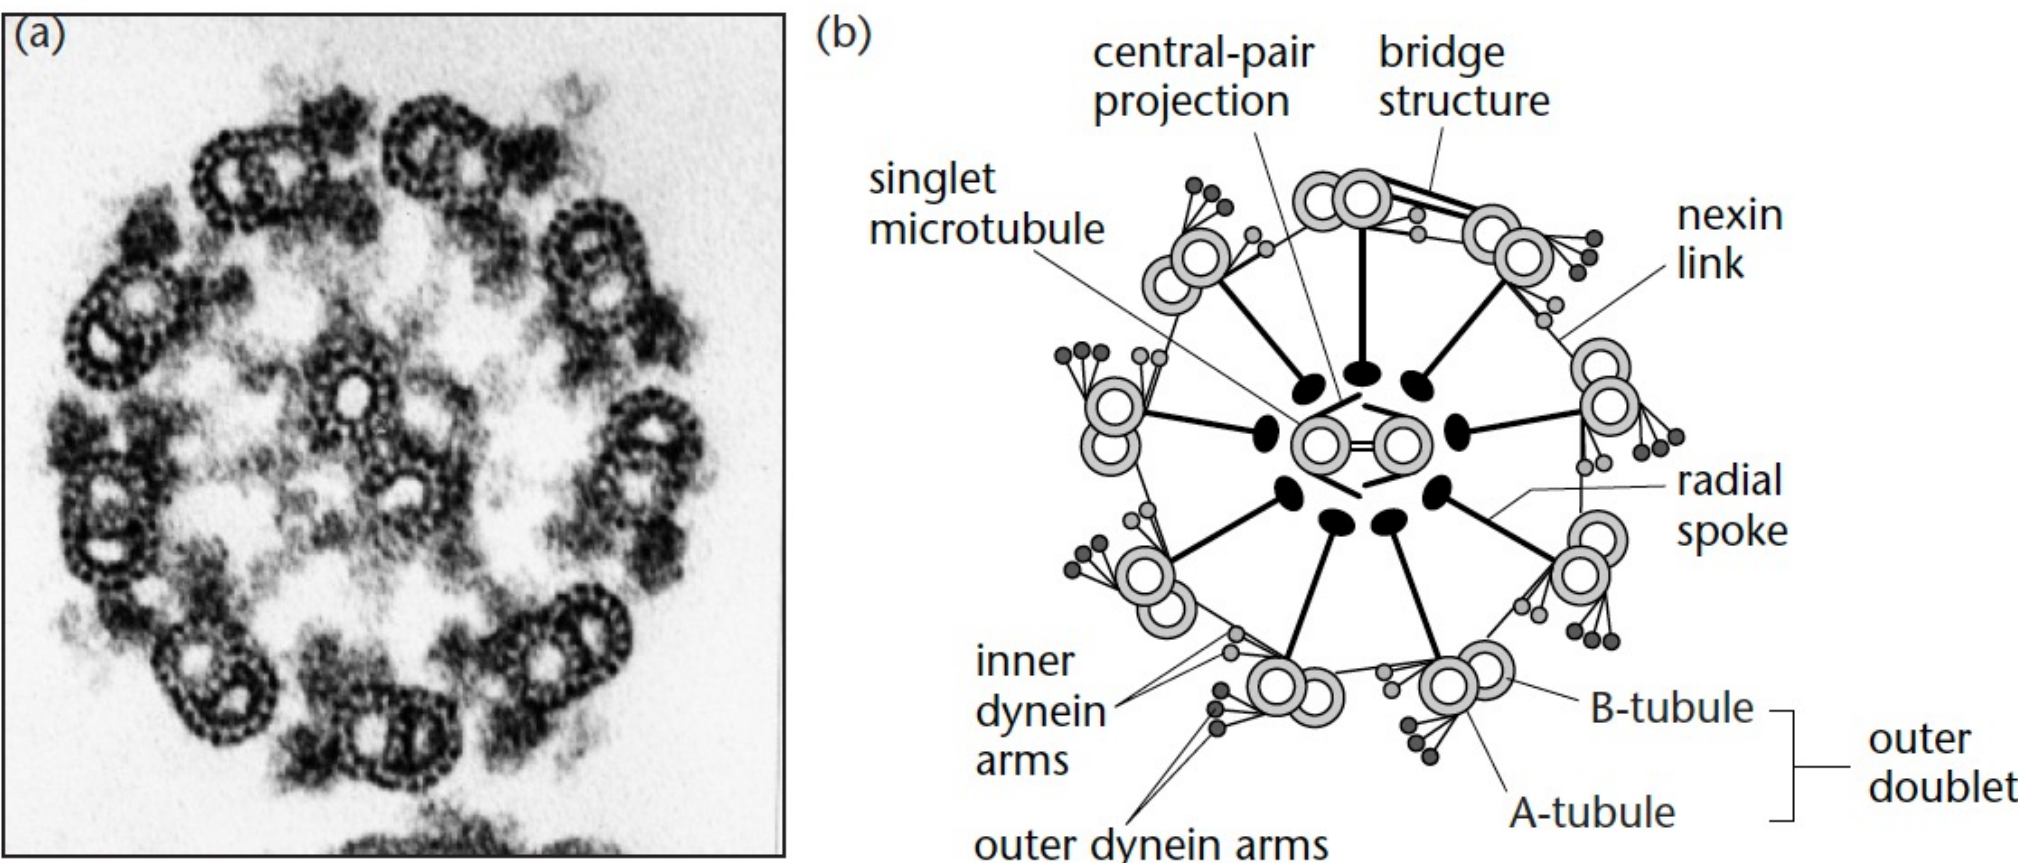 (a)
(b)
central-pair
projection
bridge
structure
singlet
microtubule
nexin
link
radial
spoke
inner
dynein
arms
B-tubule
outer
doublet
A-tubule
outer dynein arms